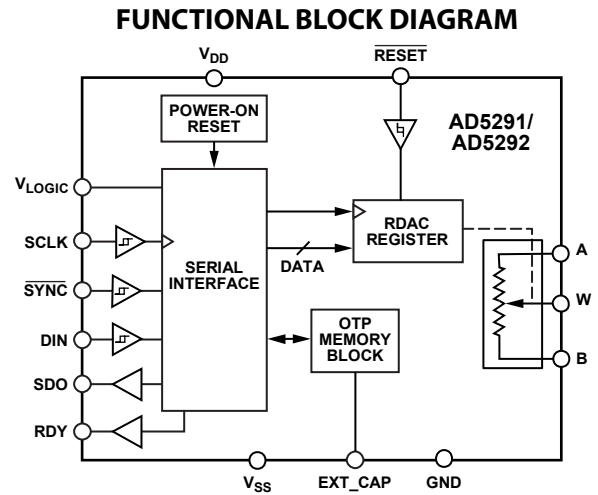 FUNCTIONAL BLOCK DIAGRAM
VDD
RESET
POWER-ON
RESET
AD5291/
AD5292
VLOGIC
SCLK
SYNC
DIN
SDO
RDY
SERIAL
INTERFACE
DATA
RDAC
REGISTER
OTP
MEMORY
BLOCK
A
W
B
VSS
EXT_CAP
GND